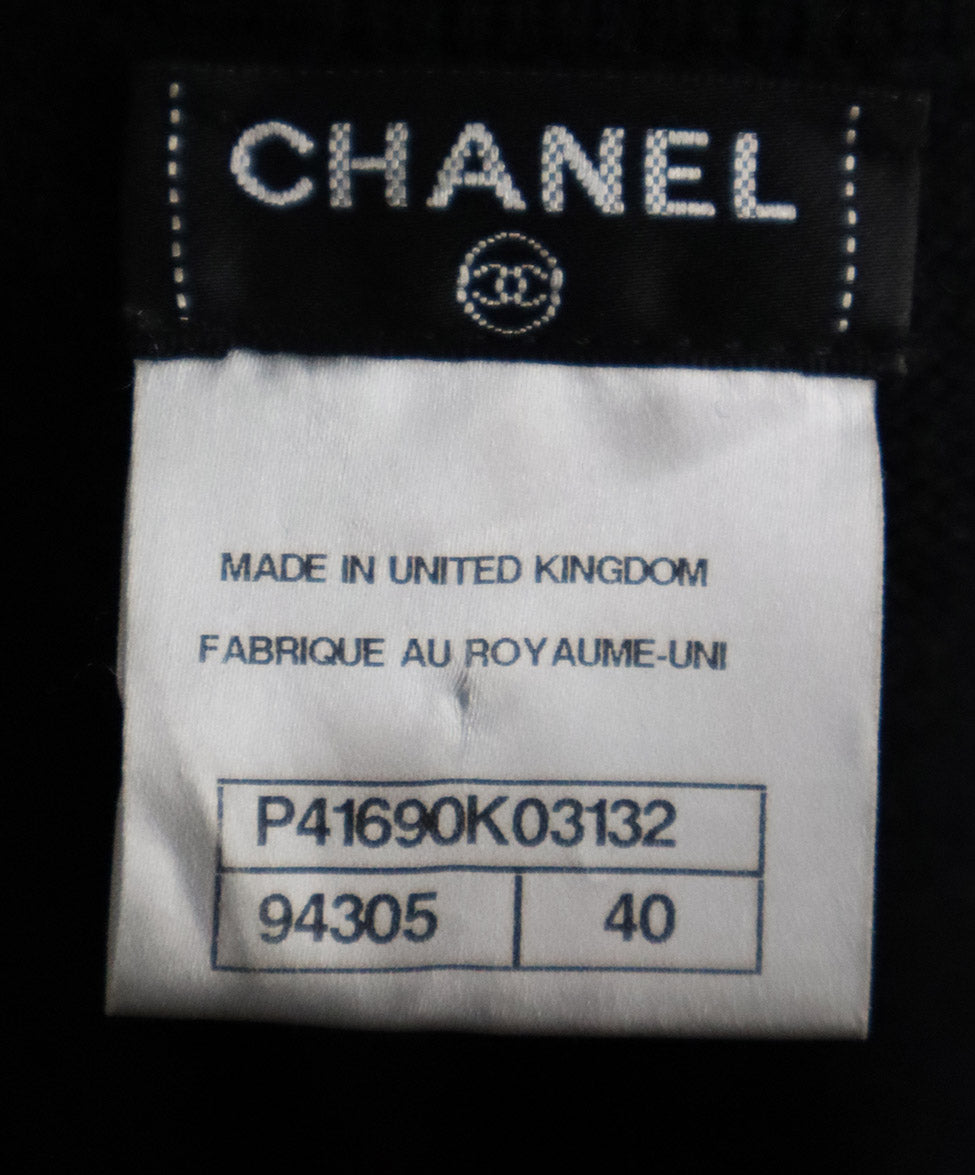 CHANEL
MADE IN UNITED KINGDOM
FABRIQUE AU ROYAUME-UNI
P41690K03132
94305 40